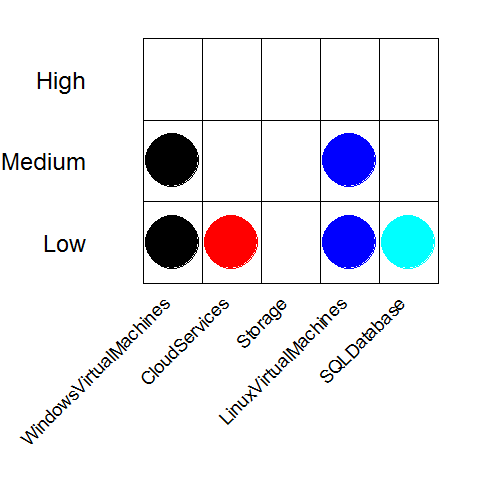 High
Medium
Low
WindowsVirtualMachines
CloudServices
Storage
LinuxVirtualMachines
SQLDatabase